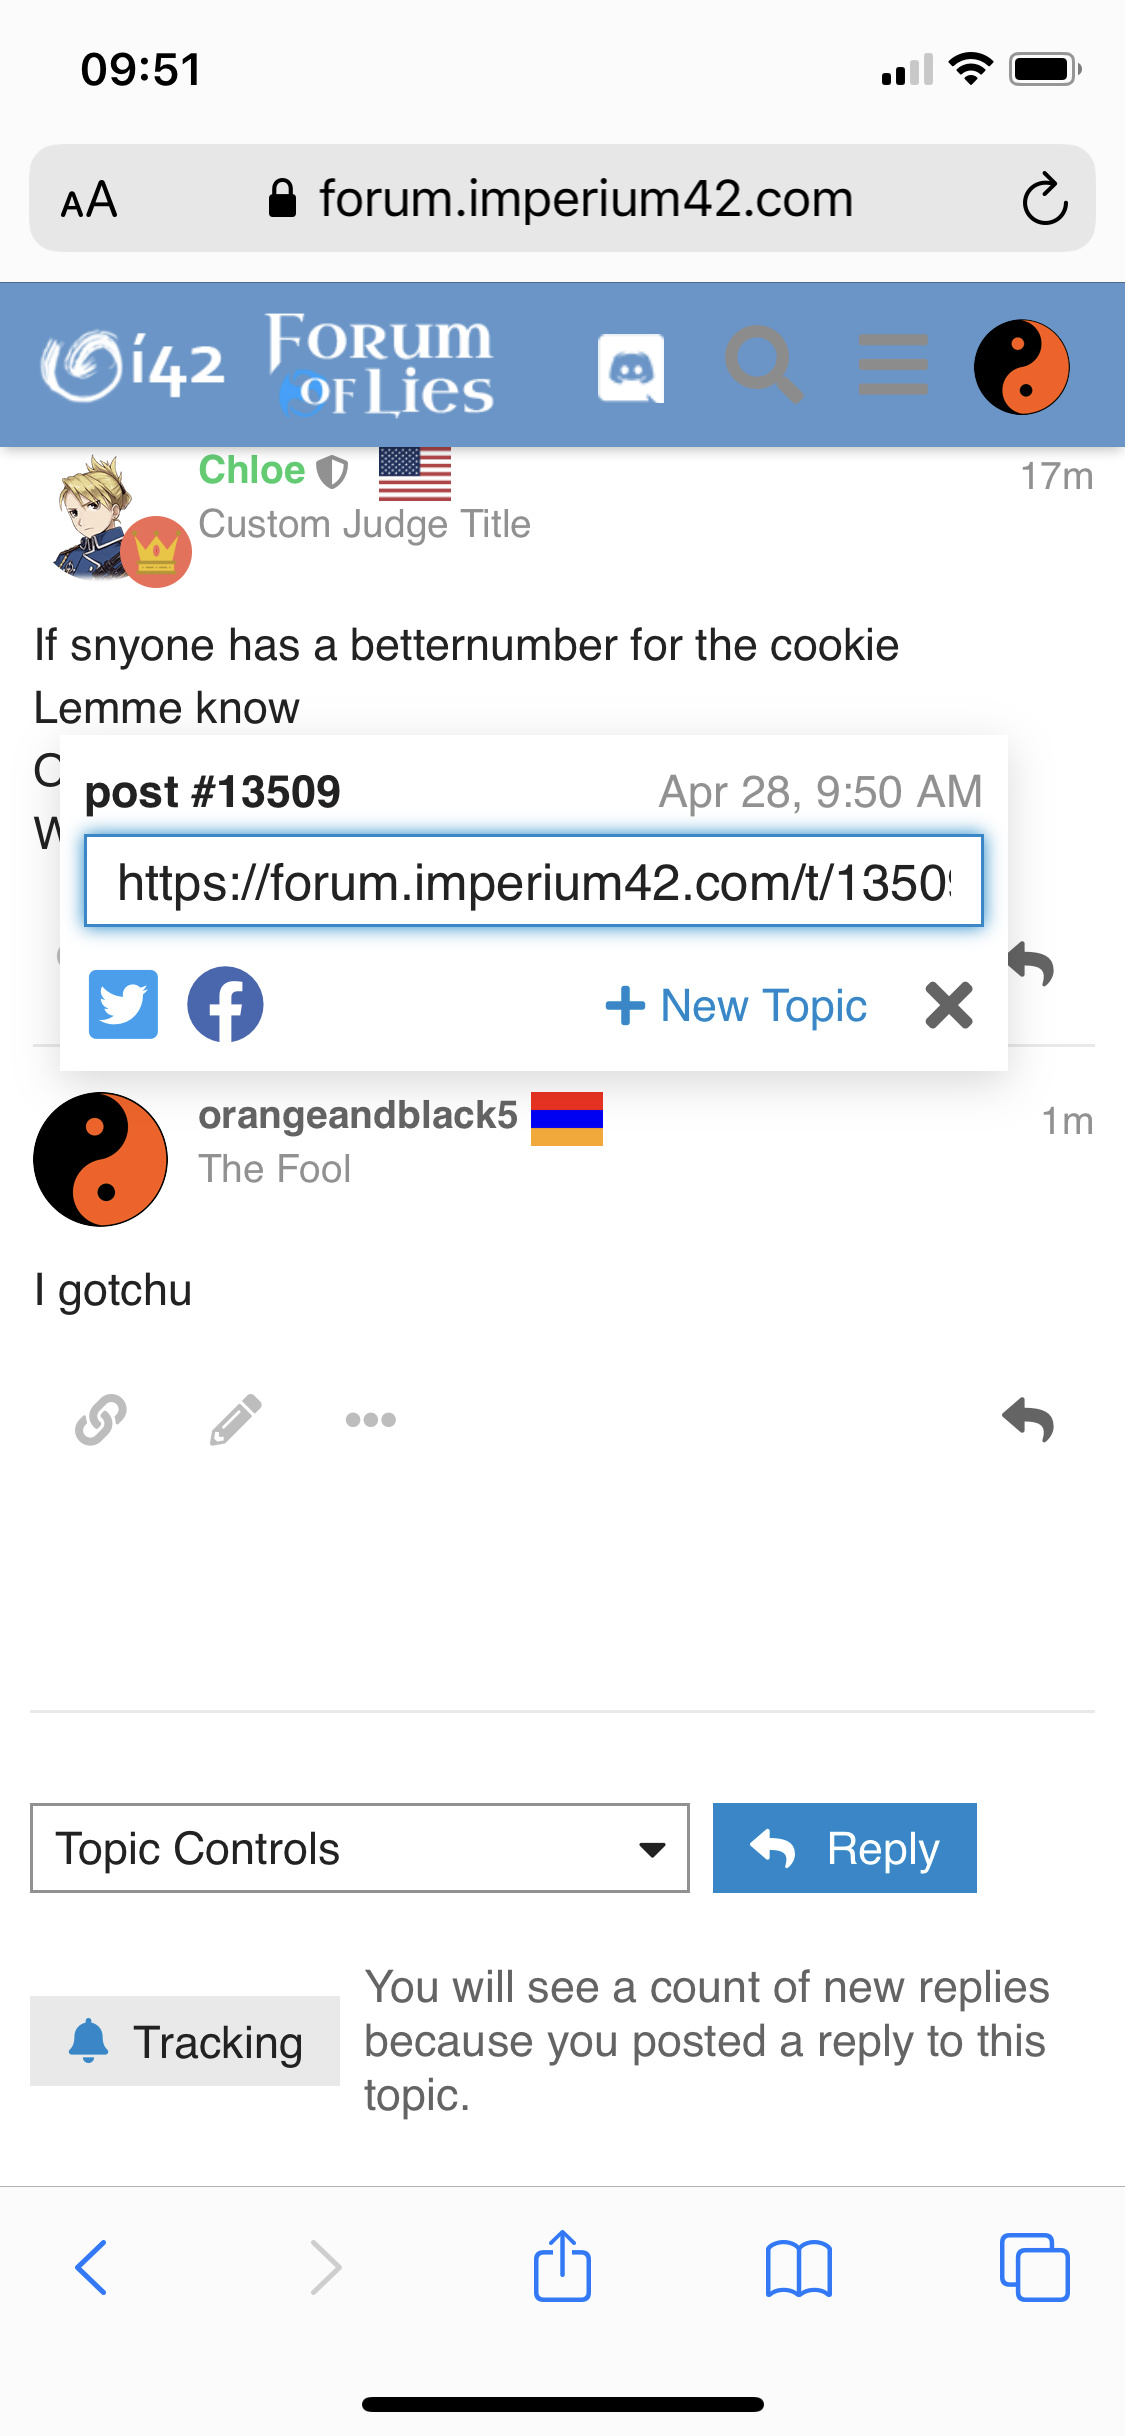 09:51
AA forum.imperium42.com
i42 Forum of Lies
Chloe
17m
Custom Judge Title
If snyone has a betternumber for the cookie
Lemme know
post #13509 Apr 28, 9:50 AM
https://forum.imperium42.com/t/1350
+ New Topic
orangeandblack5
1m
The Fool
I gotchu
Topic Controls
Reply
Tracking
You will see a count of new replies
because you posted a reply to this
topic.